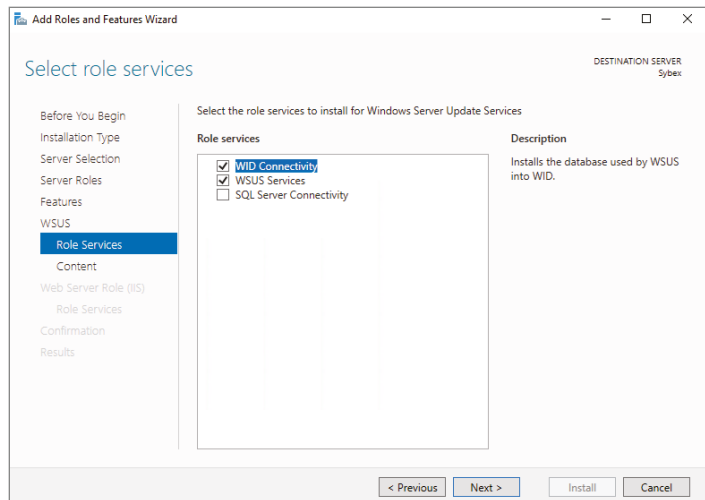 Add Roles and Features Wizard
Select role services
DESTINATION SERVER
Sybex
Before You Begin
Installation Type
Server Selection
Server Roles
Features
WSUS
Role Services
Content
Web Server Role (IIS)
Role Services
Confirmation
Results
Select the role services to install for Windows Server Update Services
Role services
WID Connectivity
WSUS Services
SQL Server Connectivity
Description
Installs the database used by WSUS
into WID.
< Previous
Next >
Install
Cancel